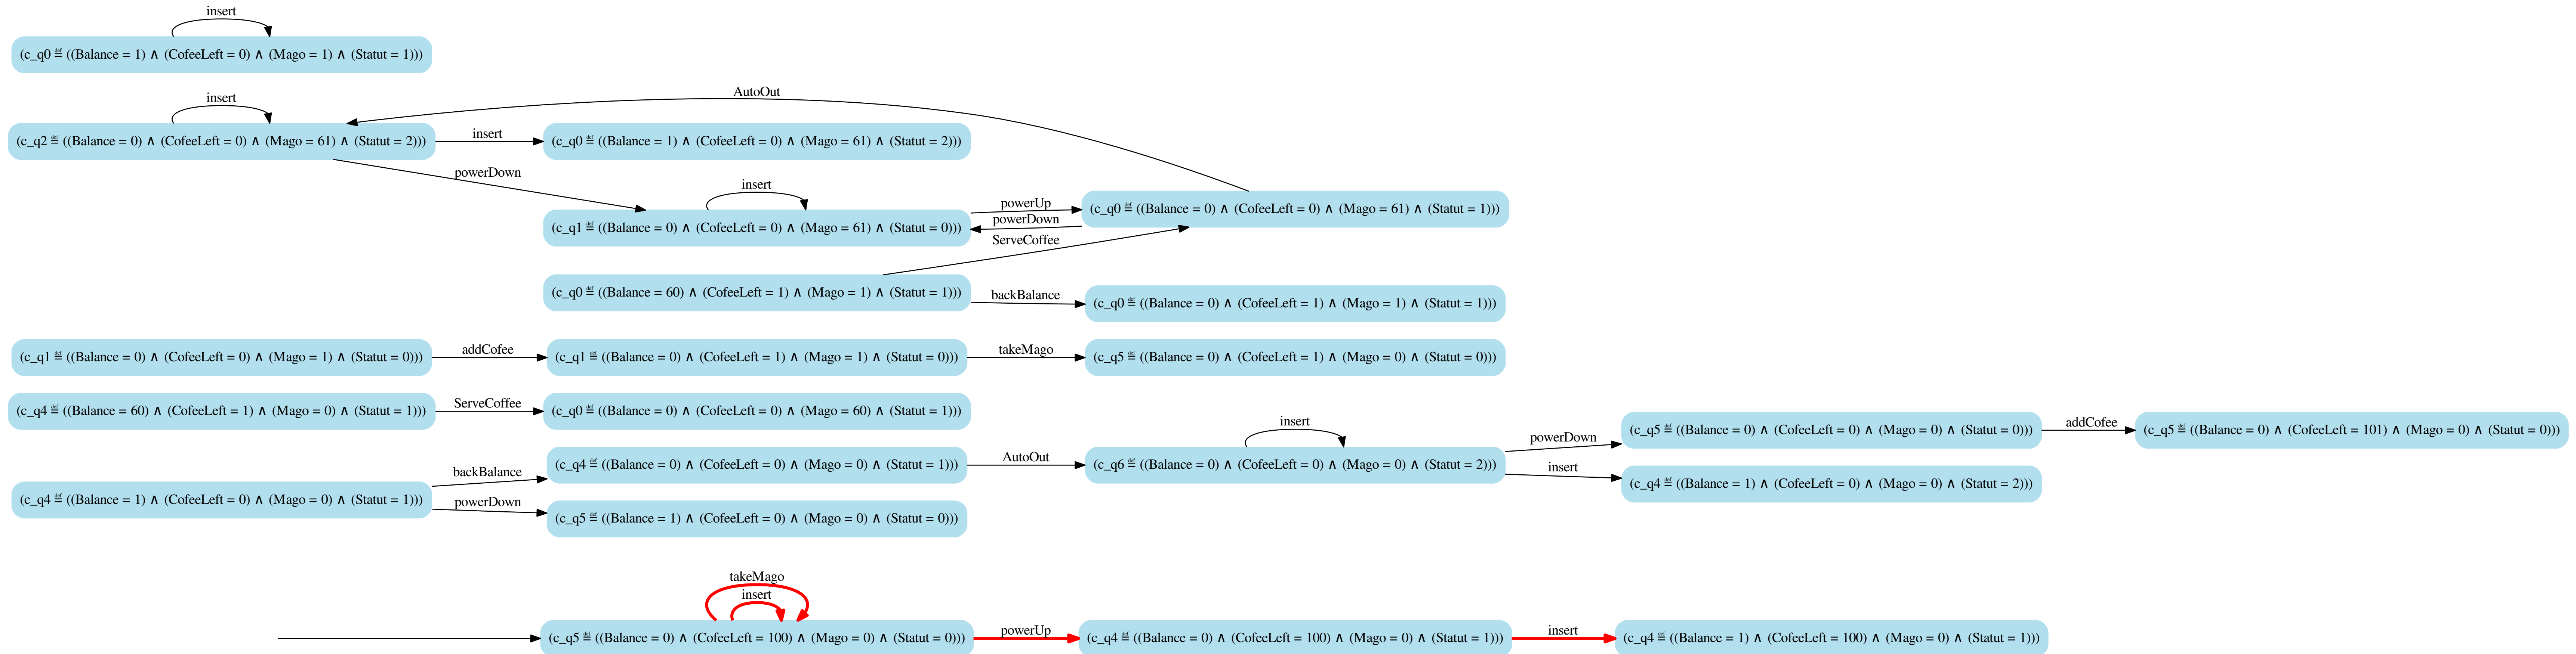 insert
(c_q0 ≝ ((Balance = 1) ∧ (CofeeLeft = 0) ∧ (Mago = 1) ∧ (Statut = 1)))
AutoOut
insert
(c_q2 ≝ ((Balance = 0) ∧ (CofeeLeft = 0) ∧ (Mago = 61) ∧ (Statut = 2)))
insert
(c_q0 ≝ ((Balance = 1) ∧ (CofeeLeft = 0) ∧ (Mago = 61) ∧ (Statut = 2)))
powerDown
insert
(c_q1 ≝ ((Balance = 0) ∧ (CofeeLeft = 0) ∧ (Mago = 61) ∧ (Statut = 0)))
powerUp
powerDown
(c_q0 ≝ ((Balance = 0) ∧ (CofeeLeft = 0) ∧ (Mago = 61) ∧ (Statut = 1)))
ServeCoffee
(c_q0 ≝ ((Balance = 60) ∧ (CofeeLeft = 1) ∧ (Mago = 1) ∧ (Statut = 1)))
backBalance
(c_q0 ≝ ((Balance = 0) ∧ (CofeeLeft = 1) ∧ (Mago = 1) ∧ (Statut = 1)))
(c_q1 ≝ ((Balance = 0) ∧ (CofeeLeft = 0) ∧ (Mago = 1) ∧ (Statut = 0)))
addCofee
(c_q1 ≝ ((Balance = 0) ∧ (CofeeLeft = 1) ∧ (Mago = 1) ∧ (Statut = 0)))
takeMago
(c_q5 ≝ ((Balance = 0) ∧ (CofeeLeft = 1) ∧ (Mago = 0) ∧ (Statut = 0)))
(c_q4 ≝ ((Balance = 60) ∧ (CofeeLeft = 1) ∧ (Mago = 0) ∧ (Statut = 1)))
ServeCoffee
(c_q0 ≝ ((Balance = 0) ∧ (CofeeLeft = 0) ∧ (Mago = 60) ∧ (Statut = 1)))
(c_q4 ≝ ((Balance = 1) ∧ (CofeeLeft = 0) ∧ (Mago = 0) ∧ (Statut = 1)))
backBalance
(c_q4 ≝ ((Balance = 0) ∧ (CofeeLeft = 0) ∧ (Mago = 0) ∧ (Statut = 1)))
AutoOut
insert
(c_q6 ≝ ((Balance = 0) ∧ (CofeeLeft = 0) ∧ (Mago = 0) ∧ (Statut = 2)))
powerDown
(c_q5 ≝ ((Balance = 0) ∧ (CofeeLeft = 0) ∧ (Mago = 0) ∧ (Statut = 0)))
addCofee
(c_q5 ≝ ((Balance = 0) ∧ (CofeeLeft = 101) ∧ (Mago = 0) ∧ (Statut = 0)))
insert
(c_q4 ≝ ((Balance = 1) ∧ (CofeeLeft = 0) ∧ (Mago = 0) ∧ (Statut = 2)))
powerDown
(c_q5 ≝ ((Balance = 1) ∧ (CofeeLeft = 0) ∧ (Mago = 0) ∧ (Statut = 0)))
takeMago
insert
(c_q5 ≝ ((Balance = 0) ∧ (CofeeLeft = 100) ∧ (Mago = 0) ∧ (Statut = 0)))
powerUp
(c_q4 ≝ ((Balance = 0) ∧ (CofeeLeft = 100) ∧ (Mago = 0) ∧ (Statut = 1)))
insert
(c_q4 ≝ ((Balance = 1) ∧ (CofeeLeft = 100) ∧ (Mago = 0) ∧ (Statut = 1)))